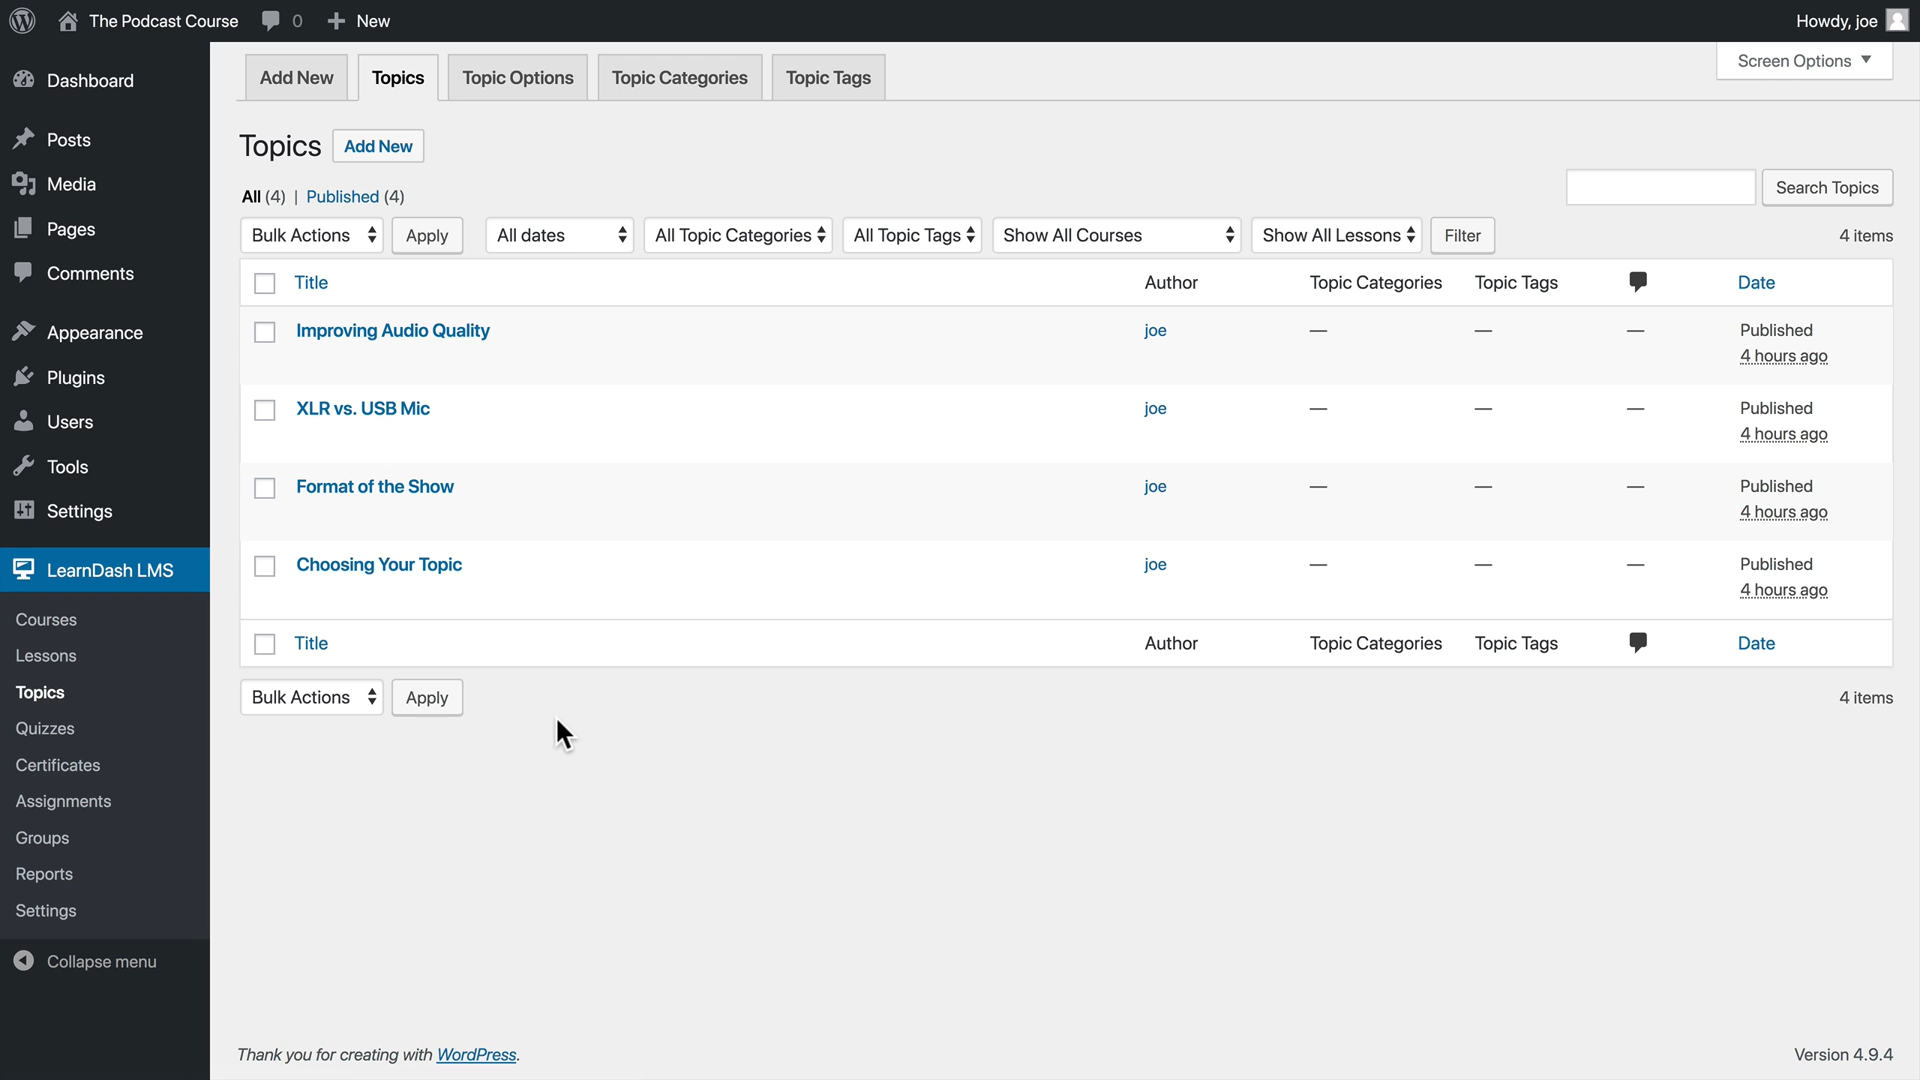 The Podcast Course 0 New Howdy, joe
Dashboard
Posts
Media
Pages
Comments
Appearance
Plugins
Users
Tools
Settings
LearnDash LMS
Courses
Lessons
Topics
Quizzes
Certificates
Assignments
Groups
Reports
Settings
Collapse menu
Add New Topics Topic Options Topic Categories Topic Tags Screen Options
Topics Add New
All (4) | Published (4) Search Topics
Bulk Actions Apply All dates All Topic Categories All Topic Tags Show All Courses Show All Lessons Filter 4 items
Title Author Topic Categories Topic Tags Date
Improving Audio Quality joe — — — Published
4 hours ago
XLR vs. USB Mic joe — — — Published
4 hours ago
Format of the Show joe — — — Published
4 hours ago
Choosing Your Topic joe — — — Published
4 hours ago
Title Author Topic Categories Topic Tags Date
Bulk Actions Apply 4 items
Thank you for creating with WordPress. Version 4.9.4